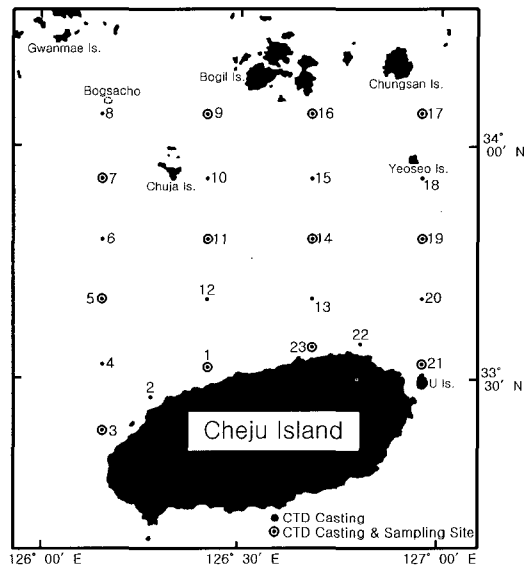 Gwanmae Is.
Bogil Is.
Chungsan Is.
Bogsacho
8
9
16
17
34° 00' N
7
Chuja Is.
10
15
Yeoseo Is.
18
6
11
14
19
5
12
13
20
4
1
23
22
21
33° 30' N
U Is.
2
3
Cheju Island
CTD Casting
CTD Casting & Sampling Site
126° 00' E
126° 30' E
127° 00' E